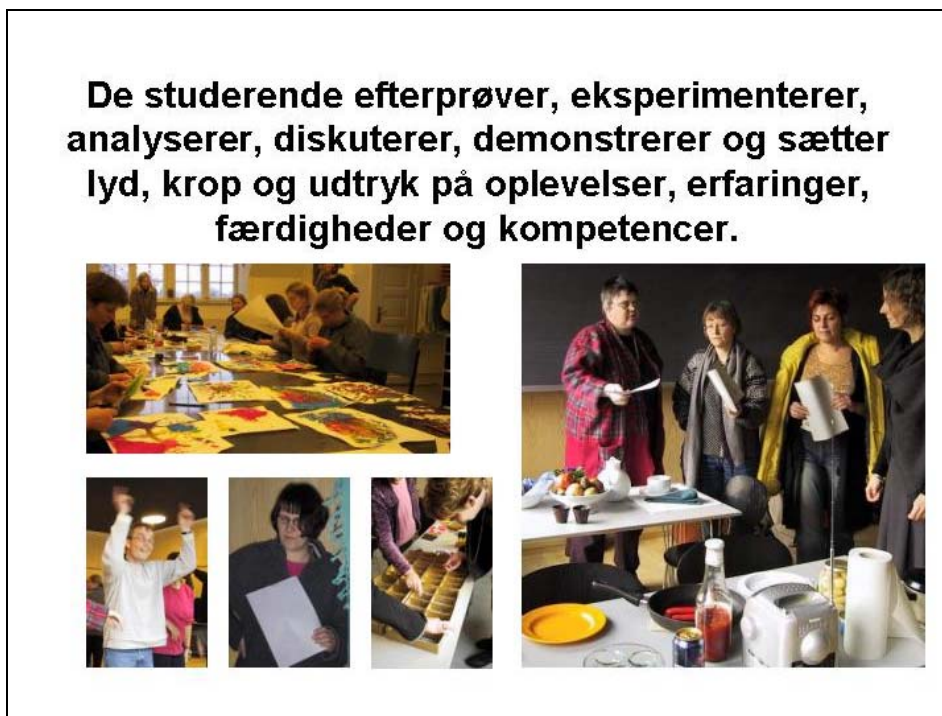 De studerende efterprøver, eksperimenterer,
analyserer, diskuterer, demonstrerer og sætter
lyd, krop og udtryk på oplevelser, erfaringer,
færdigheder og kompetencer.